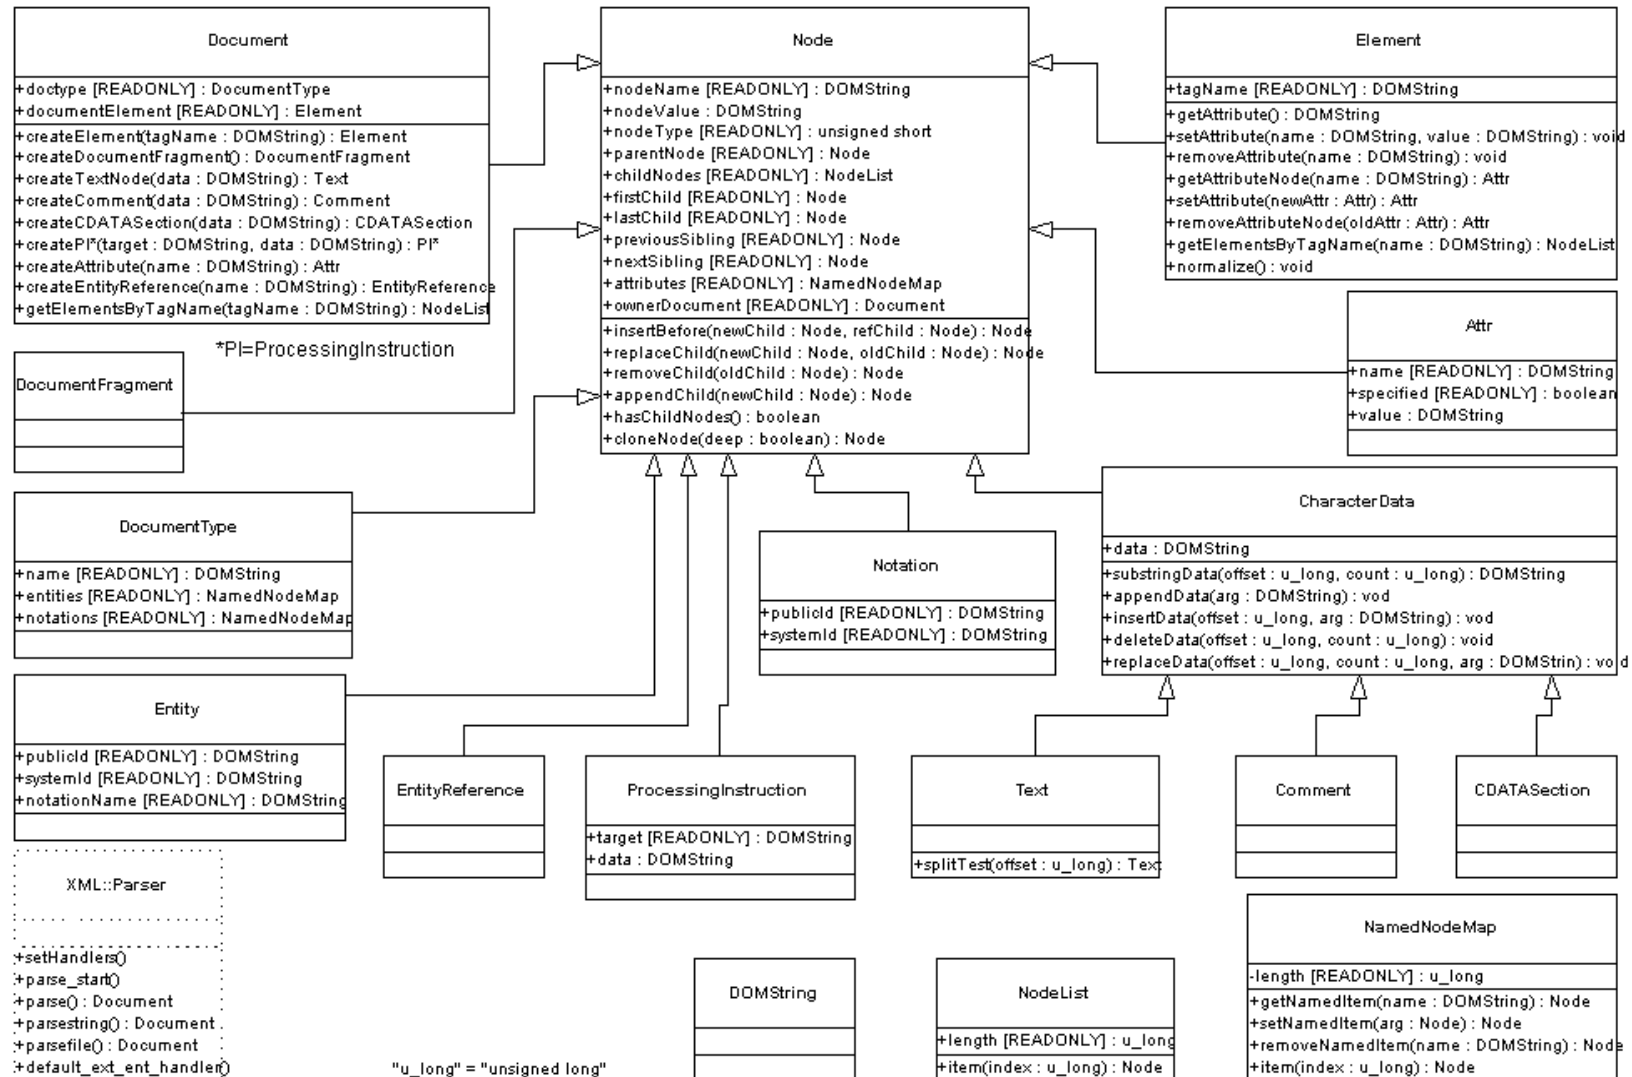 Document
+doctype [READONLY] : DocumentType
+documentElement [READONLY] : Element
+createElement(tagName : DOMString) : Element
+createDocumentFragment() : DocumentFragment
+createTextNode(data : DOMString) : Text
+createComment(data : DOMString) : Comment
+createCDATASection(data : DOMString) : CDATASection
+createPI*(target : DOMString, data : DOMString) : PI*
+createAttribute(name : DOMString) : Attr
+createEntityReference(name : DOMString) : EntityReference
+getElementsByTagName(tagName : DOMString) : NodeList
*PI=ProcessingInstruction
Node
+nodeName [READONLY] : DOMString
+nodeValue : DOMString
+nodeType [READONLY] : unsigned short
+parentNode [READONLY] : Node
+childNodes [READONLY] : NodeList
+firstChild [READONLY] : Node
+lastChild [READONLY] : Node
+previousSibling [READONLY] : Node
+nextSibling [READONLY] : Node
+attributes [READONLY] : NamedNodeMap
+ownerDocument [READONLY] : Document
+insertBefore(newChild : Node, refChild : Node) : Node
+replaceChild(newChild : Node, oldChild : Node) : Node
+removeChild(oldChild : Node) : Node
+appendChild(newChild : Node) : Node
+hasChildNodes() : boolean
+cloneNode(deep : boolean) : Node
Element
+tagName [READONLY] : DOMString
+getAttribute() : DOMString
+setAttribute(name : DOMString, value : DOMString) : void
+removeAttribute(name : DOMString) : void
+getAttributeNode(name : DOMString) : Attr
+setAttribute(newAttr : Attr) : Attr
+removeAttributeNode(oldAttr : Attr) : Attr
+getElementsByTagName(name : DOMString) : NodeList
+normalize() : void
Attr
+name [READONLY] : DOMString
+specified [READONLY] : boolean
+value : DOMString
DocumentFragment
DocumentType
+name [READONLY] : DOMString
+entities [READONLY] : NamedNodeMap
+notations [READONLY] : NamedNodeMap
Notation
+publicId [READONLY] : DOMString
+systemId [READONLY] : DOMString
CharacterData
+data : DOMString
+substringData(offset : u_long, count : u_long) : DOMString
+appendData(arg : DOMString) : vod
+insertData(offset : u_long, arg : DOMString) : vod
+deleteData(offset : u_long, count : u_long) : void
+replaceData(offset : u_long, count : u_long, arg : DOMStrin) : void
Entity
+publicId [READONLY] : DOMString
+systemId [READONLY] : DOMString
+notationName [READONLY] : DOMString
EntityReference
ProcessingInstruction
+target [READONLY] : DOMString
+data : DOMString
Text
+splitTest(offset : u_long) : Text
Comment
CDATASection
XML::Parser
+setHandlers()
+parse_start()
+parse() : Document
+parsestring() : Document
+parsefile() : Document
+default_ext_ent_handler()
"u_long" = "unsigned long"
DOMString
NodeList
+length [READONLY] : u_long
+item(index : u_long) : Node
NamedNodeMap
-length [READONLY] : u_long
+getNamedItem(name : DOMString) : Node
+setNamedItem(arg : Node) : Node
+removeNamedItem(name : DOMString) : Node
+item(index : u_long) : Node